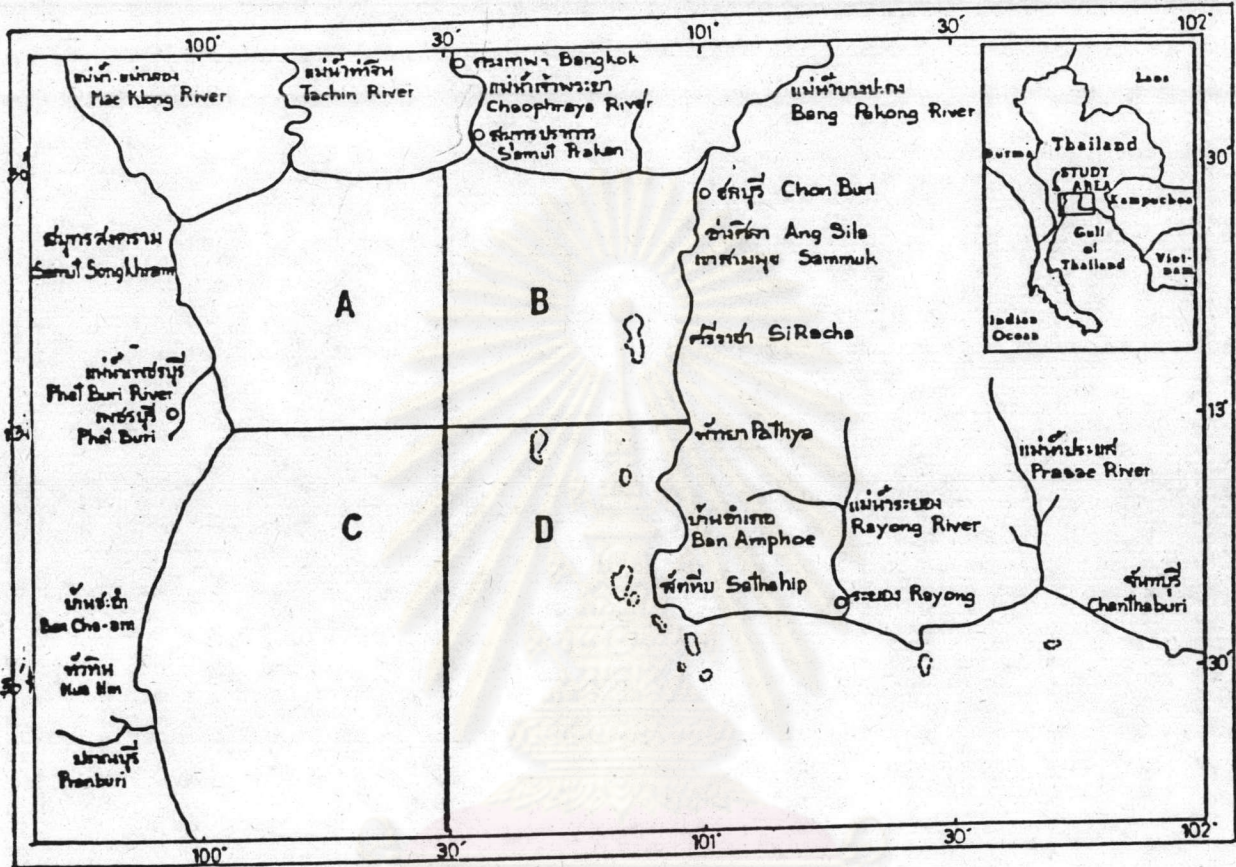 100°
30'
101°
30'
102°
แม่น้ำแม่กลอง
Mae Klong River
แม่น้ำท่าจีน
Tachin River
กรุงเทพฯ Bangkok
แม่น้ำเจ้าพระยา
Chaophraya River
สมุทรปราการ
Samut Prakan
แม่น้ำบางปะกง
Bang Pakong River
Laos
Burma
Thailand
STUDY
AREA
Kampuchea
Gulf
of
Thailand
Viet-
nam
Indian
Ocean
30'
30'
ชลบุรี Chon Buri
อ่างศิลา Ang Sila
เขาสามมุข Sammuk
สมุทรสงคราม
Samut Songkhram
A
B
ศรีราชา SiRacha
แม่น้ำเพชรบุรี
Phet Buri River
เพชรบุรี
Phet Buri
13°
13°
พัทยา Pathya
แม่น้ำประแส
Prasae River
C
D
บ้านอำเภอ
Ban Amphoe
แม่น้ำระยอง
Rayong River
สัตหีบ Sathahip
ระยอง Rayong
จันทบุรี
Chanthaburi
บ้านชะอำ
Ban Cha-am
หัวหิน
Hua Hin
30'
30'
ปราณบุรี
Pranburi
100°
30'
101°
30'
102°